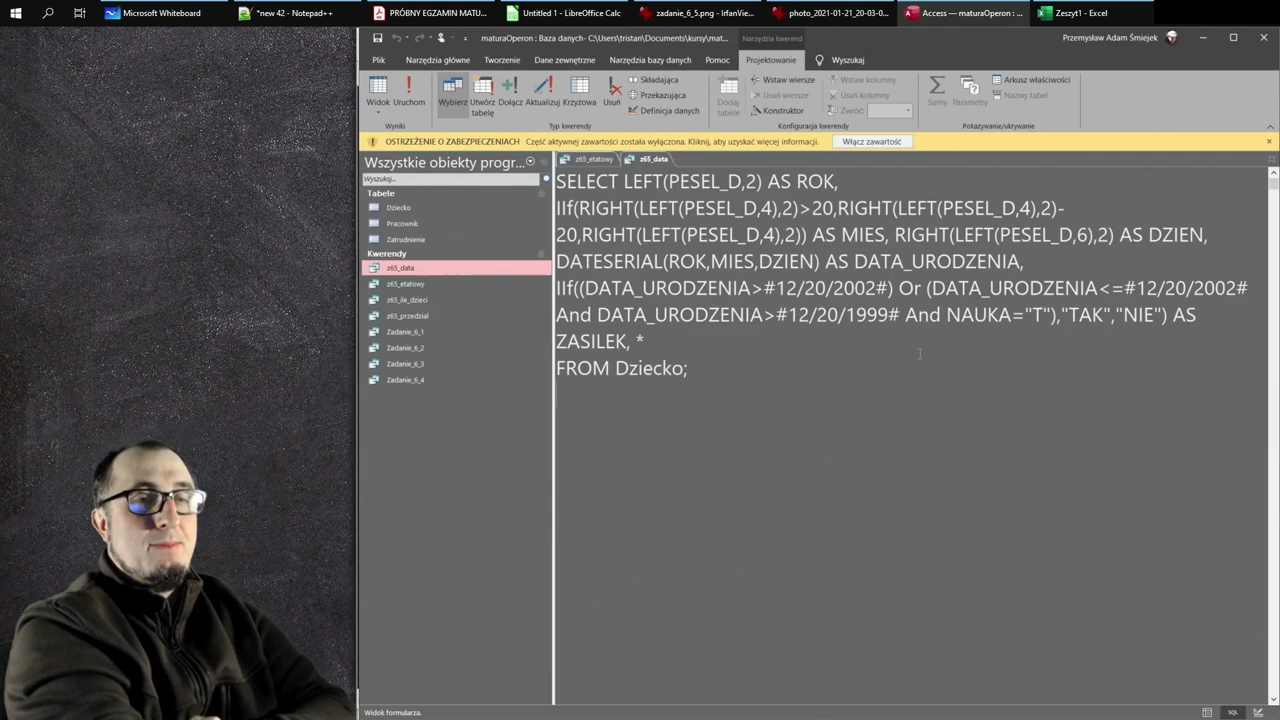 Microsoft Whiteboard
*new 42 - Notepad++
PRÓBNY EGZAMIN MATU...
Untitled 1 - LibreOffice Calc
zadanie_6_5.png - IrfanVie...
photo_2021-01-21_20-03-0...
Access — maturaOperon : ...
Zeszyt1 - Excel
maturaOperon : Baza danych- C:\Users\tristan\Documents\kursy\mat...
Narzędzia kwerend
Przemysław Adam Śmiejek
Plik
Narzędzia główne
Tworzenie
Dane zewnętrzne
Narzędzia bazy danych
Pomoc
Projektowanie
Wyszukaj
Widok
Uruchom
Wybierz
Utwórz tabelę
Dołącz
Aktualizuj
Krzyżowa
Usuń
Składająca
Przekazująca
Definicja danych
Dodaj tabele
Wstaw wiersze
Usuń wiersze
Konstruktor
Wstaw kolumny
Usuń kolumny
Zwróć:
Sumy
Parametry
Arkusz właściwości
Nazwy tabel
Wyniki
Typ kwerendy
Konfiguracja kwerendy
Pokazywanie/ukrywanie
OSTRZEŻENIE O ZABEZPIECZENIACH Część aktywnej zawartości została wyłączona. Kliknij, aby uzyskać więcej informacji.
Włącz zawartość
Wszystkie obiekty progr...
Wyszukaj...
Tabele
Dziecko
Pracownik
Zatrudnienie
Kwerendy
z65_data
z65_etatowy
z65_ile_dzieci
z65_przedzial
Zadanie_6_1
Zadanie_6_2
Zadanie_6_3
Zadanie_6_4
z65_etatowy
z65_data
SELECT LEFT(PESEL_D,2) AS ROK,
IIf(RIGHT(LEFT(PESEL_D,4),2)>20,RIGHT(LEFT(PESEL_D,4),2)-
20,RIGHT(LEFT(PESEL_D,4),2)) AS MIES, RIGHT(LEFT(PESEL_D,6),2) AS DZIEN,
DATESERIAL(ROK,MIES,DZIEN) AS DATA_URODZENIA,
IIf((DATA_URODZENIA>#12/20/2002#) Or (DATA_URODZENIA<=#12/20/2002#
And DATA_URODZENIA>#12/20/1999# And NAUKA="T"),"TAK","NIE") AS
ZASILEK, *
FROM Dziecko;
Widok formularza.
SQL